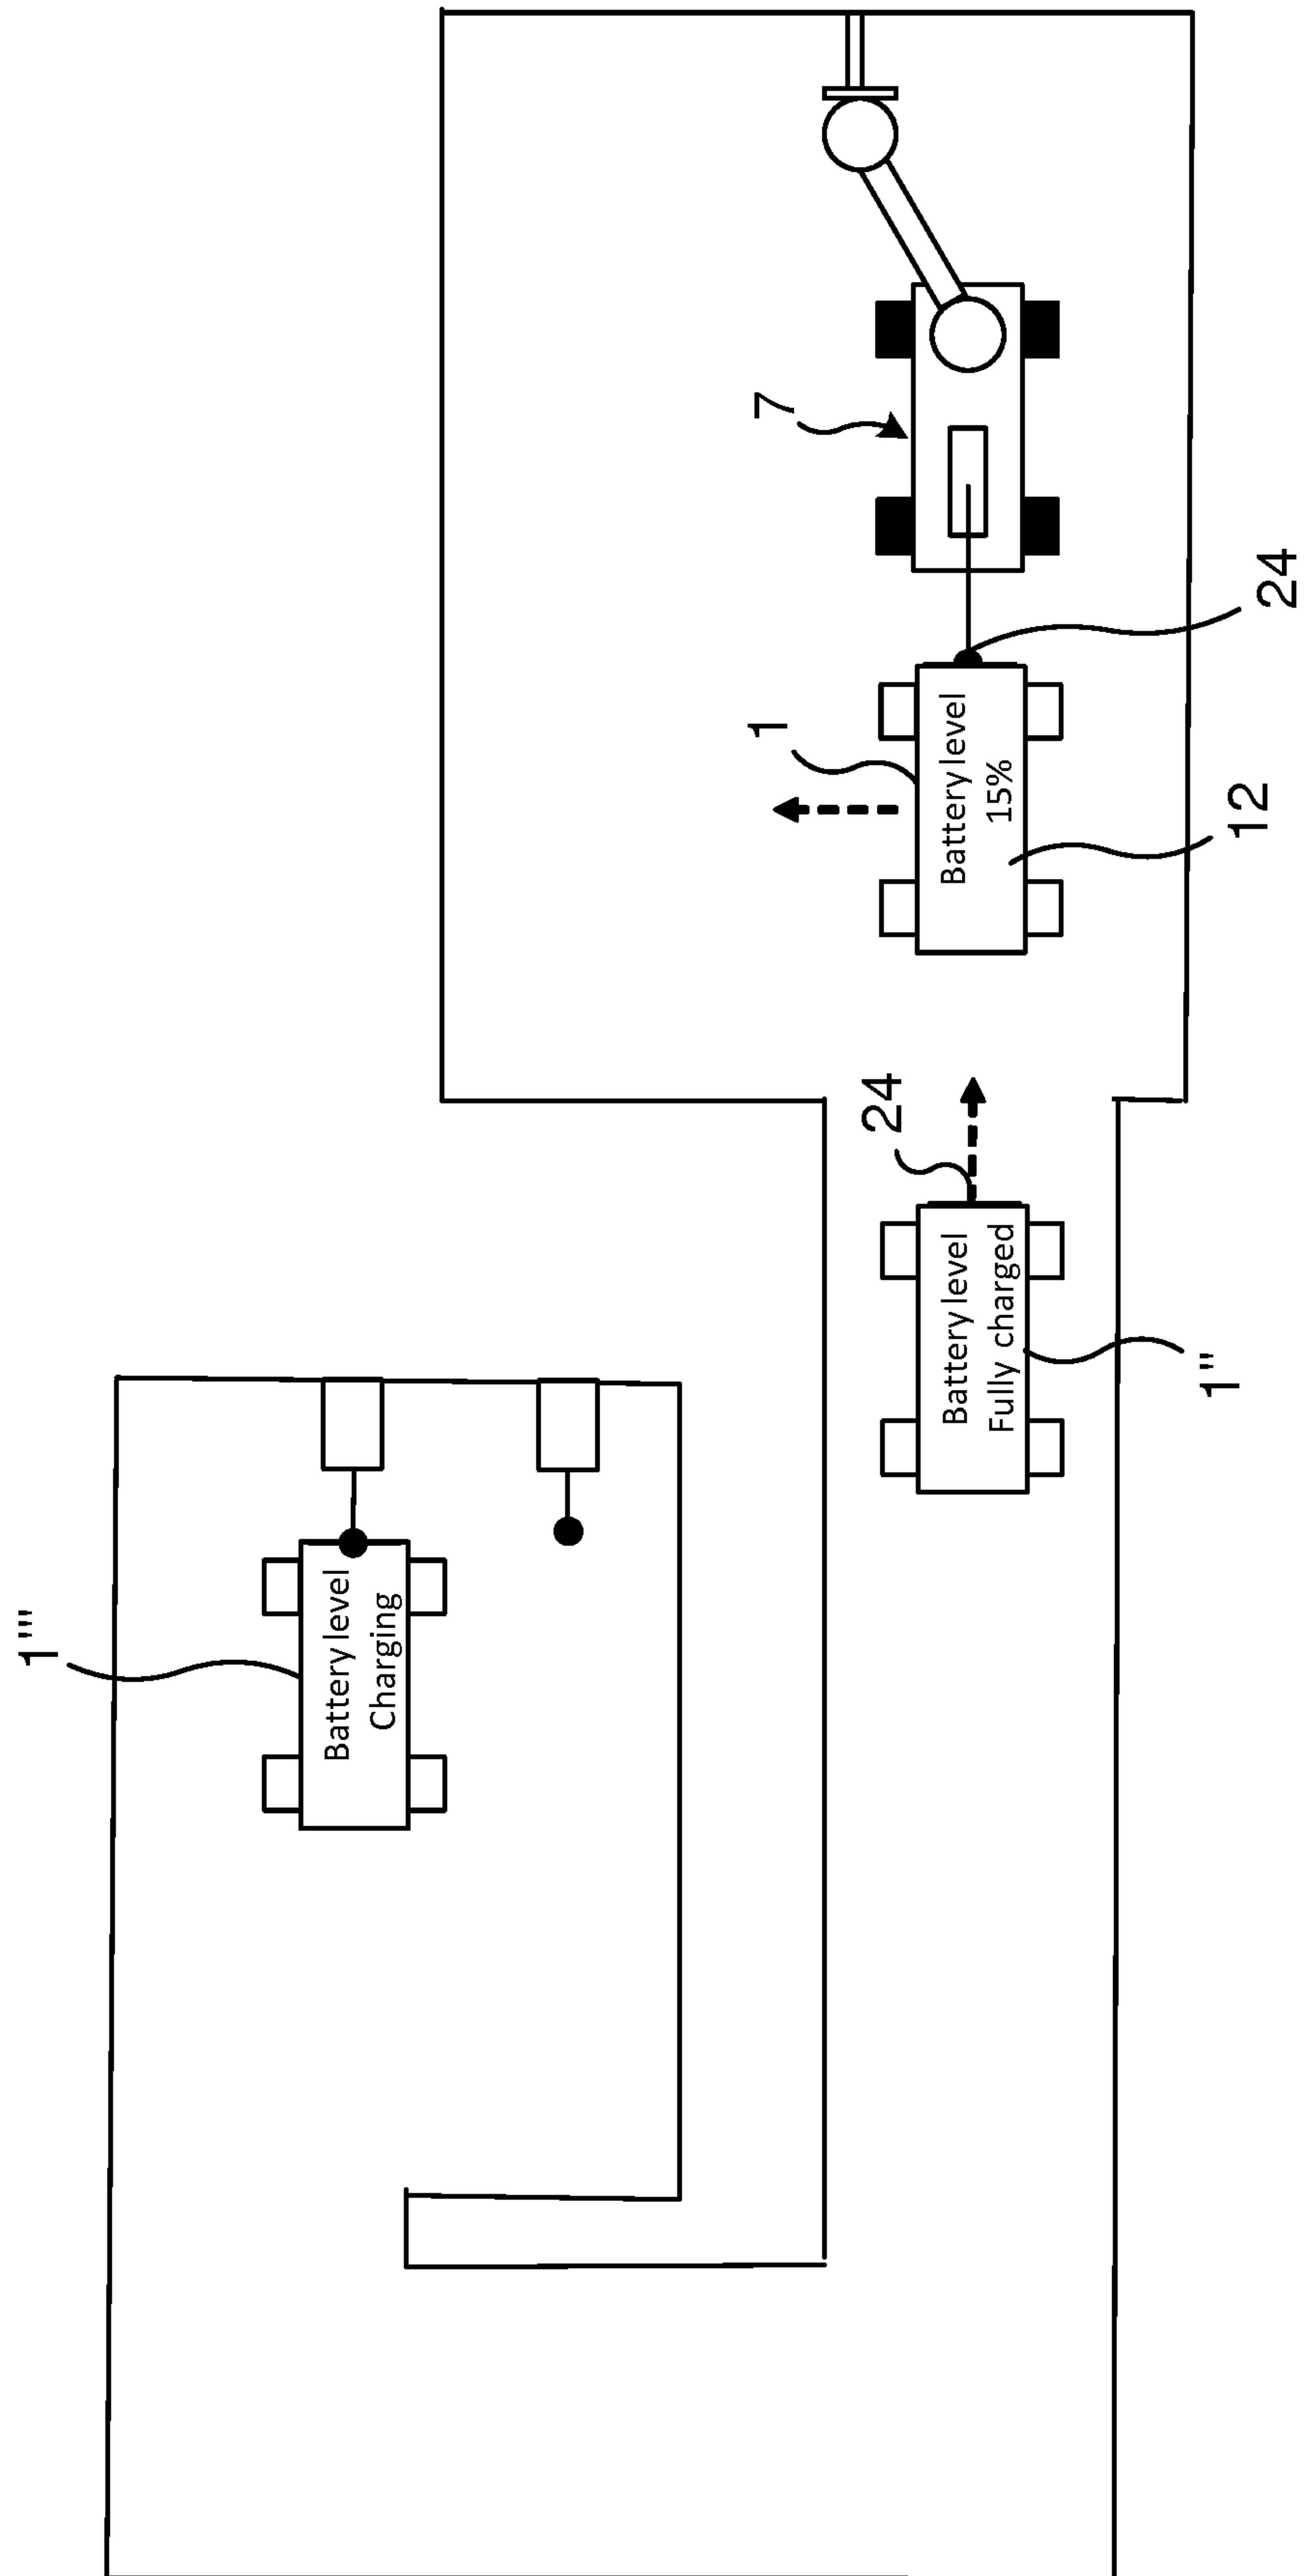 1'''
Battery level
Charging
24
Battery level
Fully charged
1''
1
Battery level
15%
12
7
24